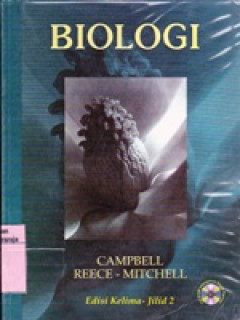 BIOLOGI
CAMPBELL
REECE - MITCHELL
Edisi Kelima- Jilid 2